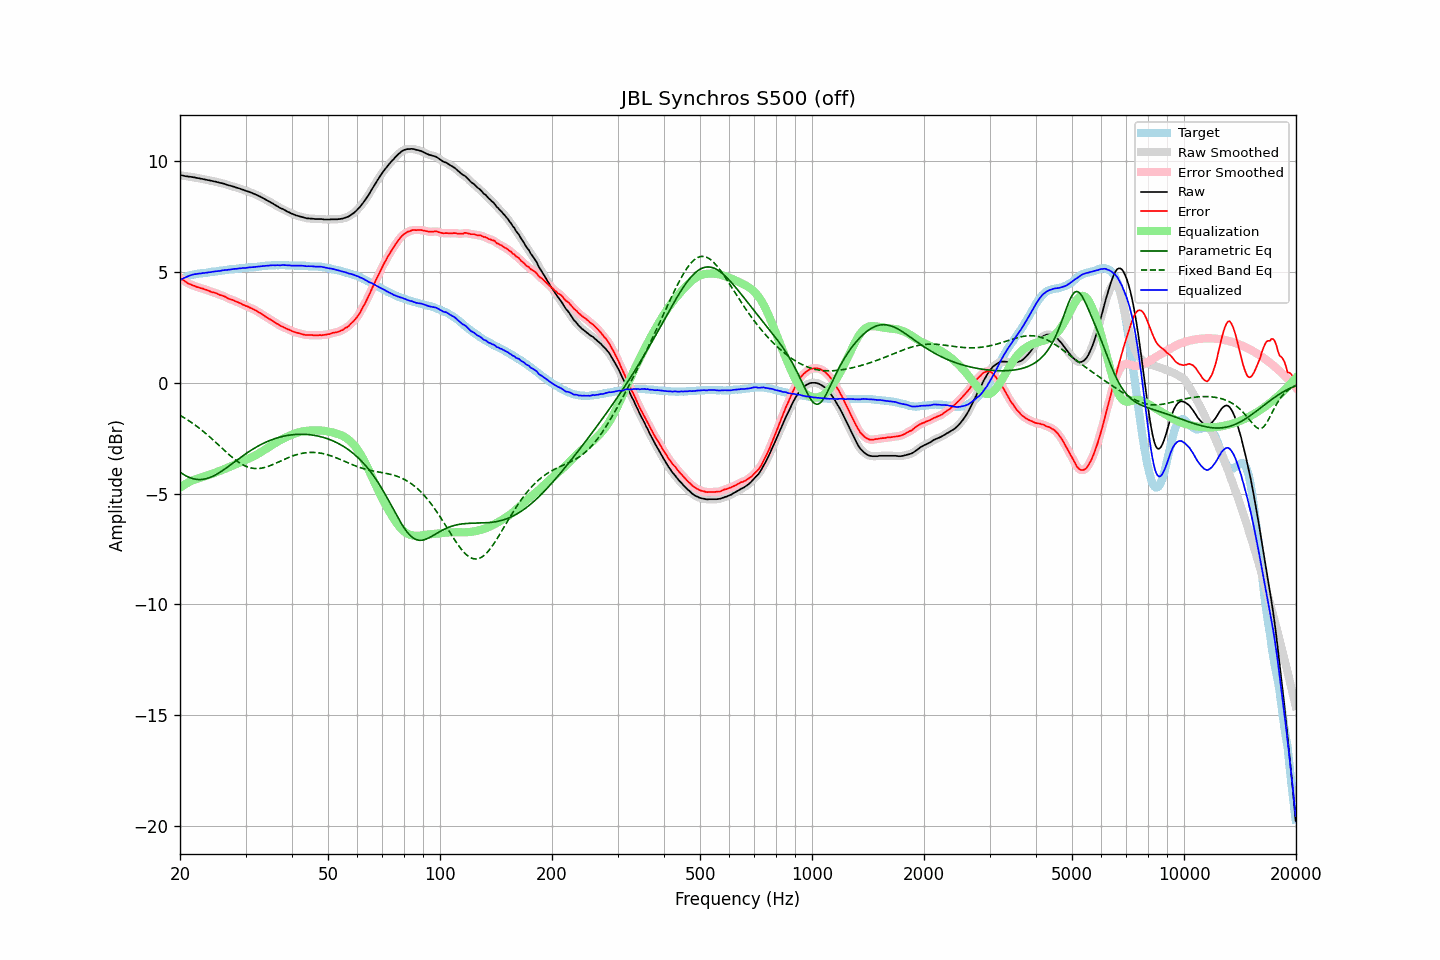 JBL Synchros S500 (off)
Target
Raw Smoothed
Error Smoothed
Raw
Error
Equalization
Parametric Eq
Fixed Band Eq
Equalized
Amplitude (dBr)
10
5
0
−5
−10
−15
−20
20 50 100 200 500 1000 2000 5000 10000 20000
Frequency (Hz)